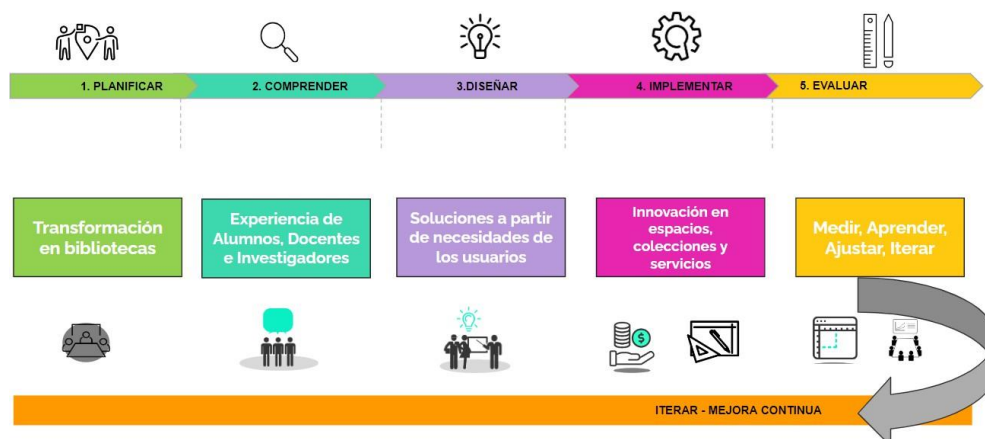 1. PLANIFICAR
2. COMPRENDER
3.DISEÑAR
4. IMPLEMENTAR
5. EVALUAR
Transformación
en bibliotecas
Experiencia de
Alumnos, Docentes
e Investigadores
Soluciones a partir
de necesidades de
los usuarios
Innovación en
espacios,
colecciones y
servicios
Medir, Aprender,
Ajustar, Iterar
$
ITERAR - MEJORA CONTINUA